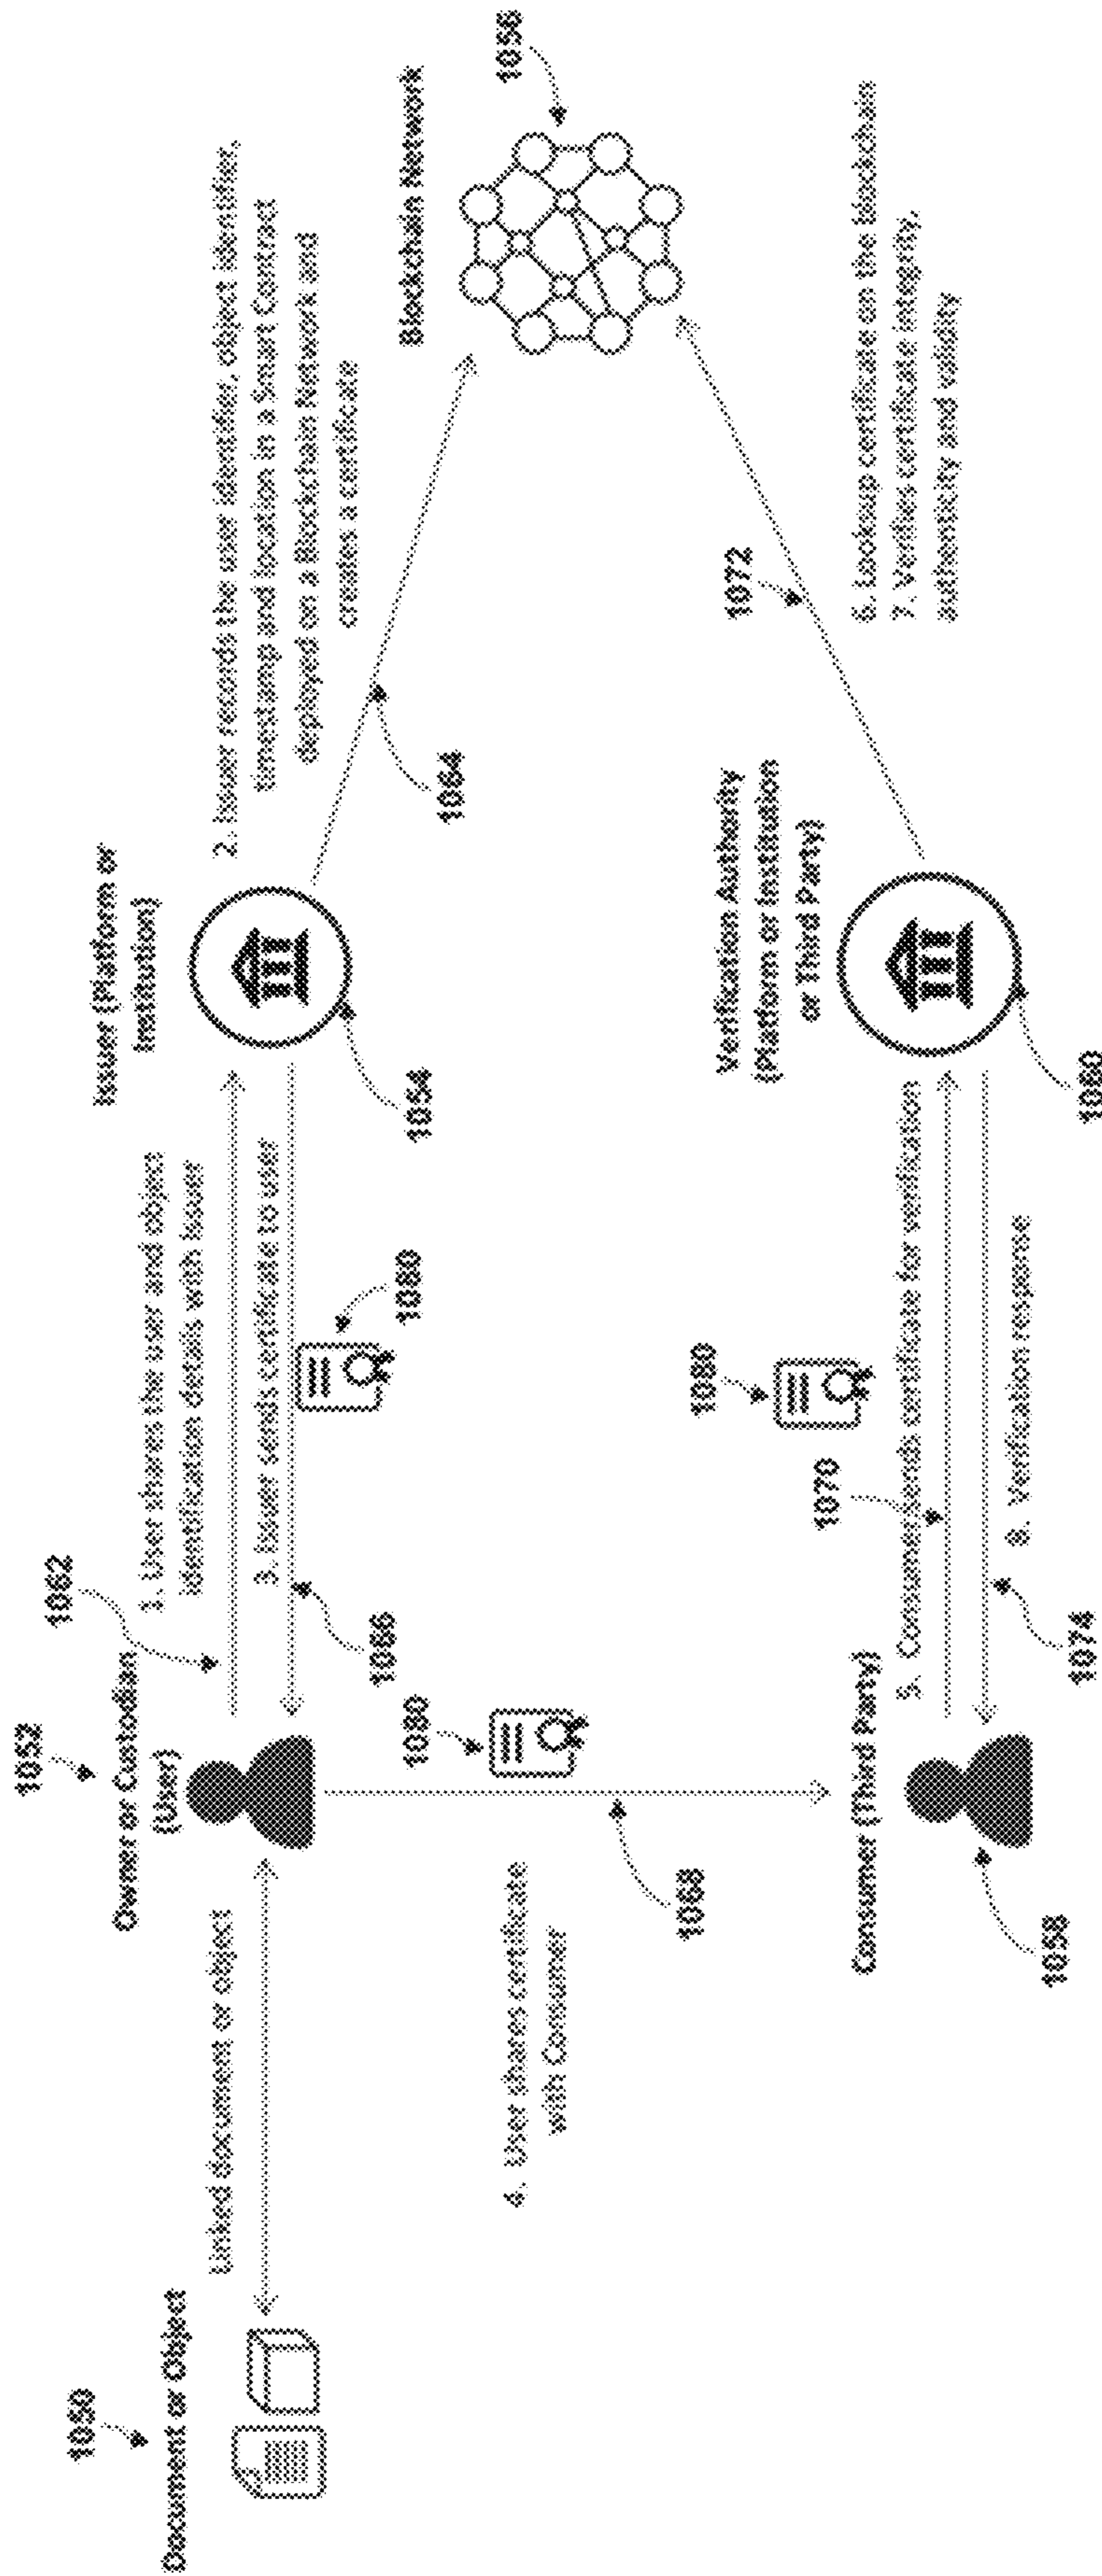 1050
Document or Object
Linked document or object
1052
Owner or Custodian
(User)
1062
1. User shares the user and object
identification details with issuer
3. Issuer sends certificate to user
1066
1080
Issuer (Platform or
Institution)
1054
2. Issuer records the user identifier, object identifier,
timestamp and location in a Smart Contract
deployed on a Blockchain Network and
creates a certificate
1064
Blockchain Network
1056
4. User shares certificate
with Consumer
1068
1080
Consumer (Third Party)
1058
1070
1080
5. Consumer sends certificate for verification
8. Verification response
1074
Verification Authority
(Platform or Institution
or Third Party)
1060
1072
6. Lookup certificate on the Blockchain
7. Verifies certificate integrity,
authenticity and validity